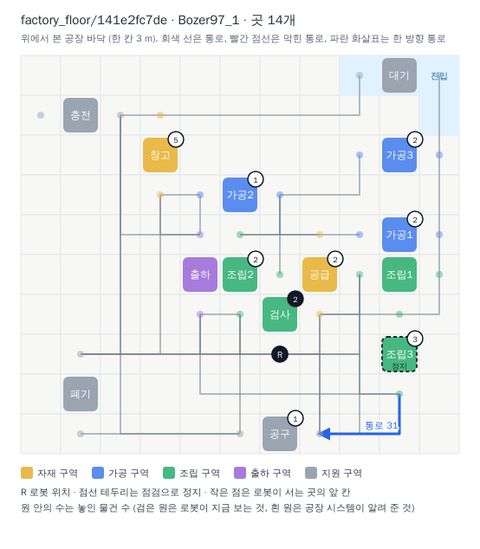 factory_floor/141e2fc7de · Bozer97_1 · 곳 14개
위에서 본 공장 바닥 (한 칸 3 m). 회색 선은 통로, 빨간 점선은 막힌 통로, 파란 화살표는 한 방향 통로
대기
전립
충전
창고
5
가공3
2
가공2
1
가공1
2
출하
조립2
2
공급
2
조립1
검사
2
R
조립3
3
정지
폐기
공구
1
통로 31
자재 구역
가공 구역
조립 구역
출하 구역
지원 구역
R 로봇 위치 · 점선 테두리는 점검으로 정지 · 작은 점은 로봇이 서는 곳의 앞 칸
원 안의 수는 놓인 물건 수 (검은 원은 로봇이 지금 보는 것, 흰 원은 공장 시스템이 알려 준 것)